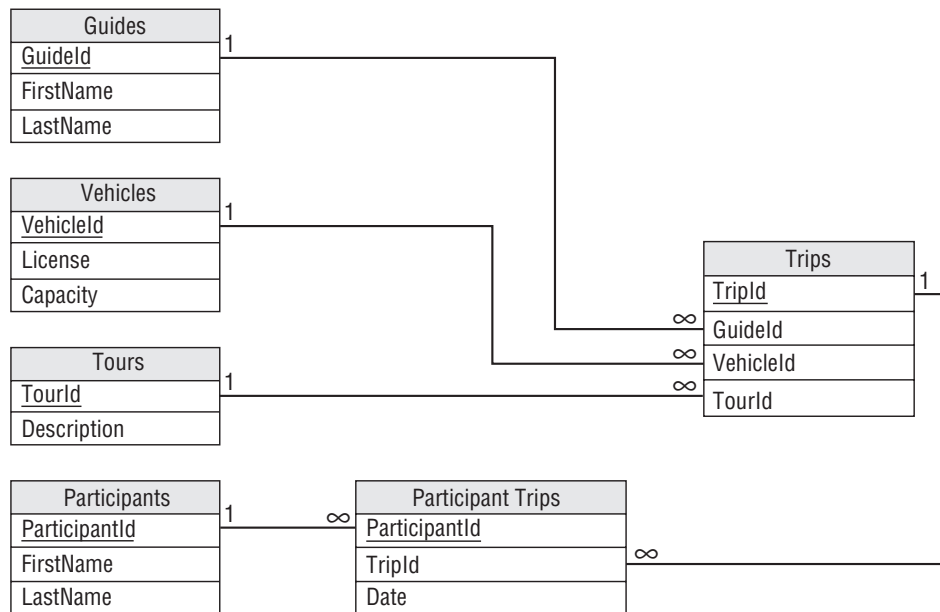 Guides
GuideId
FirstName
LastName
1
Vehicles
VehicleId
License
Capacity
1
Tours
TourId
Description
1
Trips
TripId
GuideId
VehicleId
TourId
1
∞
∞
∞
Participants
ParticipantId
FirstName
LastName
1
∞
Participant Trips
ParticipantId
TripId
Date
∞